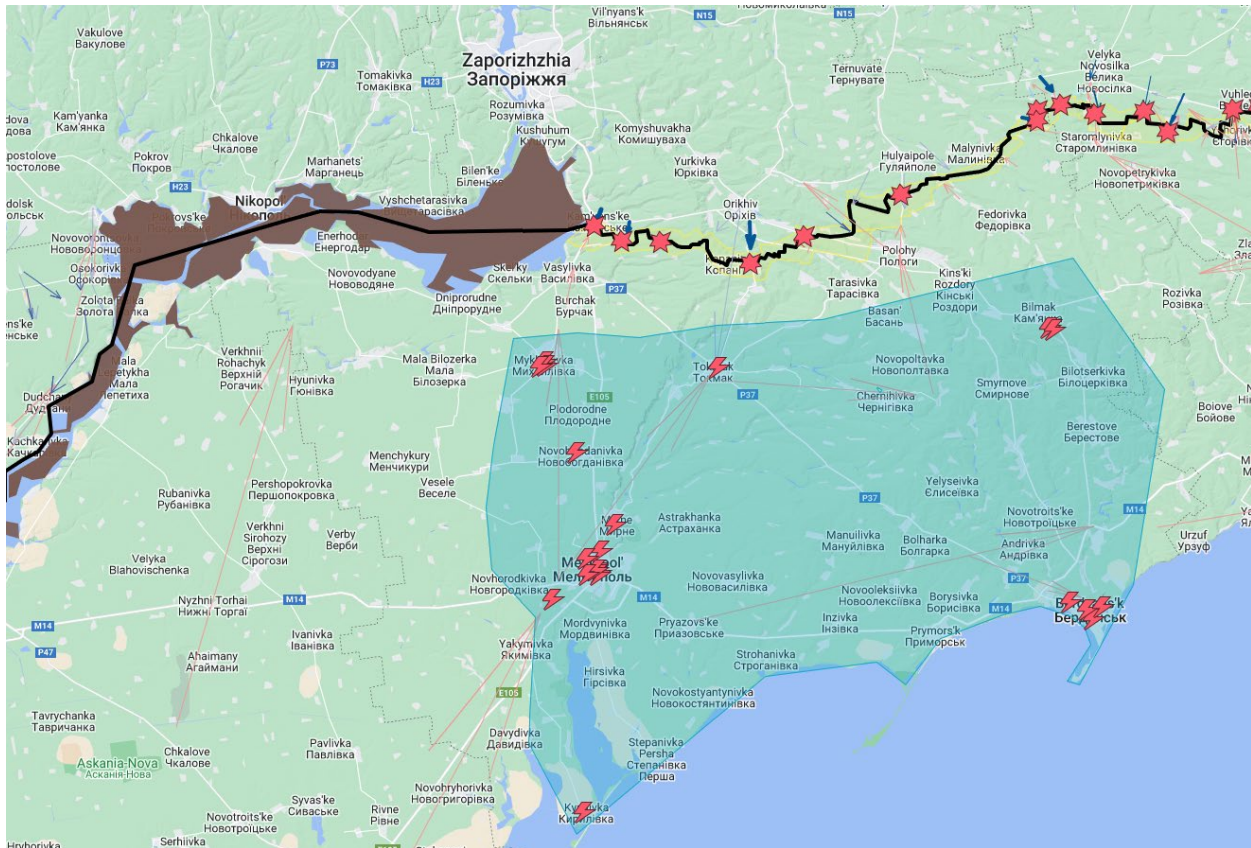 Vil'nyans'k
Вільнянськ
N15
N15
Vakulove
Вакулове
P73
Tomakivka
Томаківка
H23
Zaporizhzhia
Запоріжжя
Ternuvate
Тернувате
Velyka
Novosilka
Велика
Новосілка
Rozumivka
Розумівка
Kushuhum
Кушугум
Komyshuvakha
Комишуваха
Kam'yanka
Кам'янка
Chkalove
Чкалове
Pokrov
Покров
Marhanets'
Марганець
Bilen'ke
Біленьке
Yurkivka
Юрківка
Hulyaipole
Гуляйполе
Malynivka
Малинівка
Staromlynivka
Старомлинівка
Novopetrykivka
Новопетриківка
H23
Nikopol
Vyshchetarasivka
Вищетарасівка
Orikhiv
Оріхів
Fedorivka
Федорівка
Enerhodar
Енергодар
Novovodyane
Нововодяне
Skerky
Скельки
Vasylivka
Василівка
Polohy
Пологи
Dniprorudne
Дніпрорудне
Burchak
Бурчак
P37
Tarasivka
Тарасівка
Kins'ki
Rozdory
Кінські
Роздори
Rozivka
Розівка
Basan'
Басань
Bilmak
Кам'янка
Verkhnii
Rohachyk
Верхній
Рогачик
Mala
Lepetykha
Мала
Лепетиха
Hyunivka
Гюнівка
Mala Bilozerka
Мала
Білозерка
Tokmak
Токмак
P37
Novopoltavka
Новополтавка
Smyrnove
Смирнове
Bilotserkivka
Білоцерківка
Chernihivka
Чернігівка
E105
Plodorodne
Плодородне
Boiove
Бойове
Berestove
Берестове
Menchykury
Менчикури
Novobohdanivka
Новобогданівка
Vesele
Веселе
Pershopokrovka
Першопокровка
Rubanivka
Рубанівка
P37
Yelyseivka
Єлисеївка
M14
Verkhni
Sirohozy
Верхні
Сірогози
Verby
Верби
Astrakhanka
Астраханка
Manuilivka
Мануйлівка
Bolharka
Болгарка
Novotroits'ke
Новотроїцьке
Andrivka
Андрівка
Urzuf
Урзуф
Velyka
Blahovischenka
Nyzhni Torhai
Нижні Торгаї
M14
Novhorodkivka
Новгородківка
Melitopol'
Мелітополь
M14
Novovasylivka
Нововасилівка
Novooleksiivka
Новоолексіївка
Borysivka
Борисівка
P37
M14
Бердянськ
M14
P47
Ivanivka
Іванівка
Mordvynivka
Мордвинівка
Pryazovs'ke
Приазовське
Inzivka
Інзівка
Prymors'k
Приморськ
Yakymivka
Якимівка
Ahaimany
Агаймани
Hirsivka
Гірсівка
Strohanivka
Строганівка
E105
Novokostyantynivka
Новокостянтинівка
Tavrychanka
Тавричанка
Davydivka
Давидівка
Chkalove
Чкалове
Pavlivka
Павлівка
Askania-Nova
Асканія-Нова
Stepanivka
Persha
Степанівка
Перша
Novohryhorivka
Новогригорівка
Syvas'ke
Сиваське
Rivne
Рівне
Кирилівка
Novotroits'ke
Новотроїцьке
Serhiivka